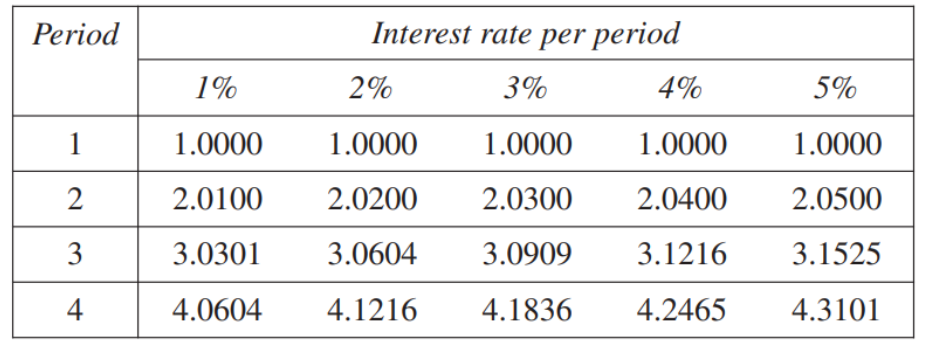 Period Interest rate per period
1% 2% 3% 4% 5%
1 1.0000 1.0000 1.0000 1.0000 1.0000
2 2.0100 2.0200 2.0300 2.0400 2.0500
3 3.0301 3.0604 3.0909 3.1216 3.1525
4 4.0604 4.1216 4.1836 4.2465 4.3101